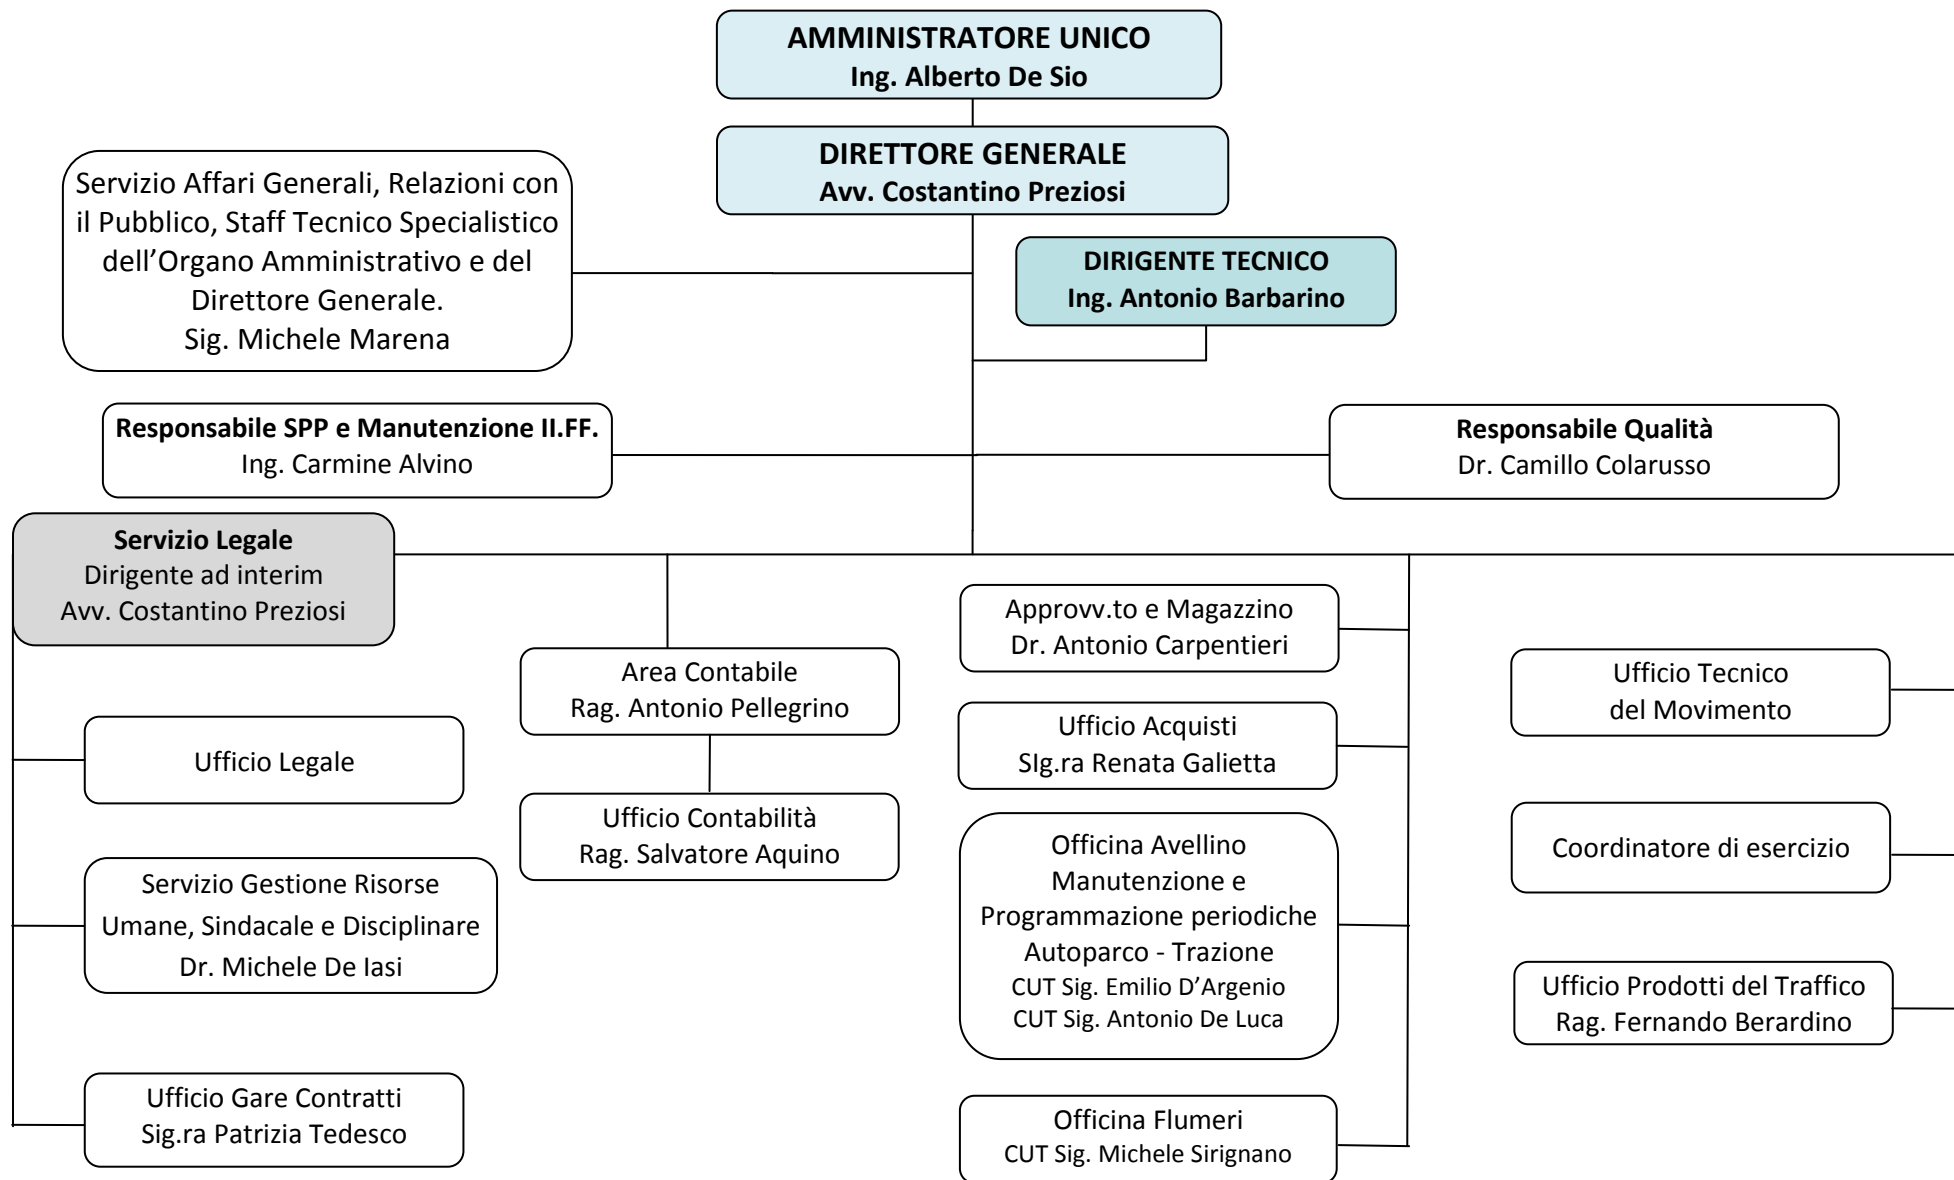 AMMINISTRATORE UNICO
Ing. Alberto De Sio
DIRETTORE GENERALE
Avv. Costantino Preziosi
Servizio Affari Generali, Relazioni con
il Pubblico, Staff Tecnico Specialistico
dell’Organo Amministrativo e del
Direttore Generale.
Sig. Michele Marena
DIRIGENTE TECNICO
Ing. Antonio Barbarino
Responsabile SPP e Manutenzione II.FF.
Ing. Carmine Alvino
Responsabile Qualità
Dr. Camillo Colarusso
Servizio Legale
Dirigente ad interim
Avv. Costantino Preziosi
Ufficio Legale
Servizio Gestione Risorse
Umane, Sindacale e Disciplinare
Dr. Michele De Iasi
Ufficio Gare Contratti
Sig.ra Patrizia Tedesco
Area Contabile
Rag. Antonio Pellegrino
Ufficio Contabilità
Rag. Salvatore Aquino
Approvv.to e Magazzino
Dr. Antonio Carpentieri
Ufficio Acquisti
SIg.ra Renata Galietta
Officina Avellino
Manutenzione e
Programmazione periodiche
Autoparco - Trazione
CUT Sig. Emilio D’Argenio
CUT Sig. Antonio De Luca
Officina Flumeri
CUT Sig. Michele Sirignano
Ufficio Tecnico
del Movimento
Coordinatore di esercizio
Ufficio Prodotti del Traffico
Rag. Fernando Berardino